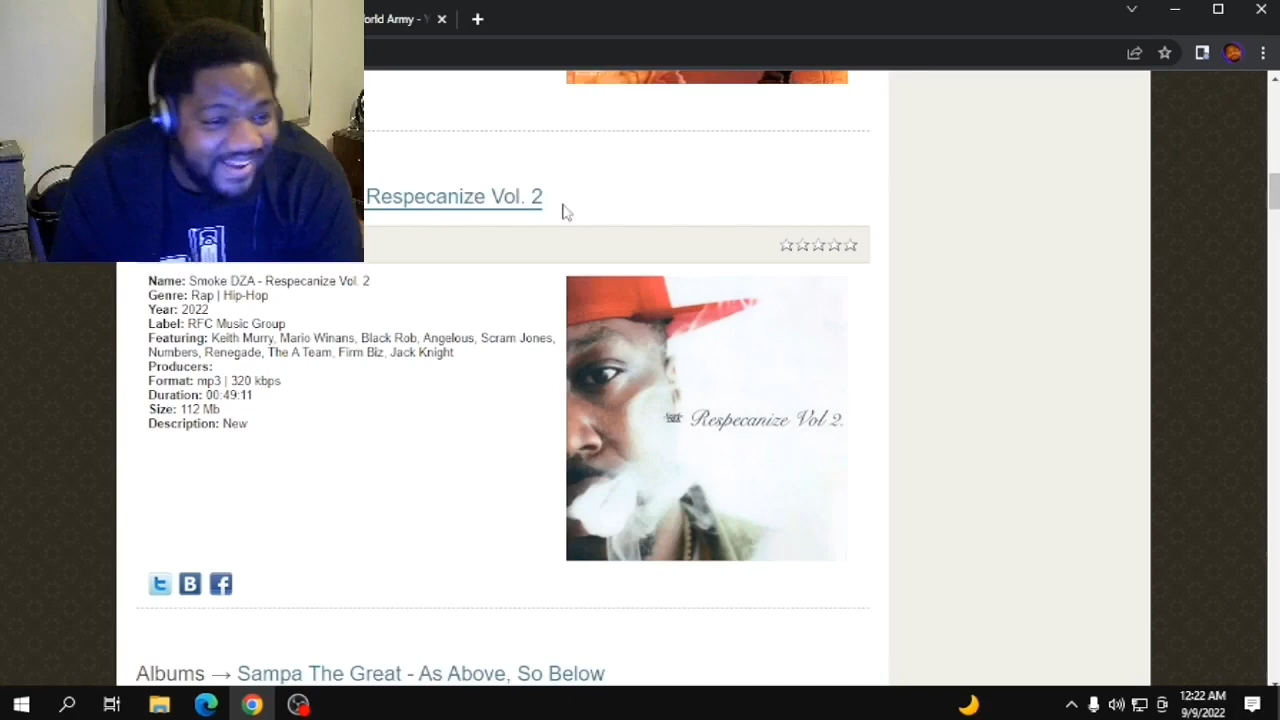 orld Army - Y
Respecanize Vol. 2
Name: Smoke DZA - Respecanize Vol. 2
Genre: Rap | Hip-Hop
Year: 2022
Label: RFC Music Group
Featuring: Keith Murry, Mario Winans, Black Rob, Angelous, Scram Jones,
Numbers, Renegade, The A Team, Firm Biz, Jack Knight
Producers:
Format: mp3 | 320 kbps
Duration: 00:49:11
Size: 112 Mb
Description: New
Respecanize Vol 2.
Albums → Sampa The Great - As Above, So Below
12:22 AM
9/9/2022